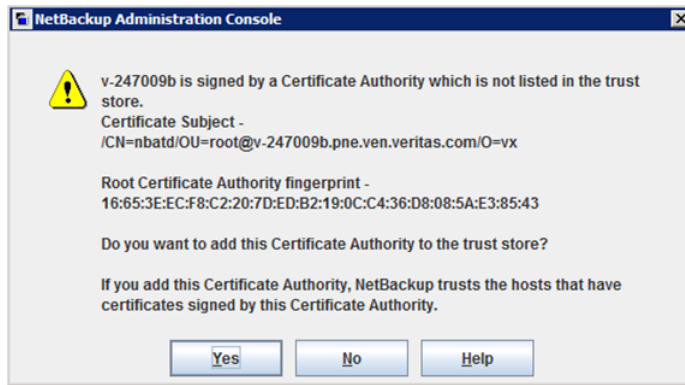 NetBackup Administration Console
v-247009b is signed by a Certificate Authority which is not listed in the trust
store.
Certificate Subject -
/CN=nbatd/OU=root@v-247009b.pne.ven.veritas.com/O=vx
Root Certificate Authority fingerprint -
16:65:3E:EC:F8:C2:20:7D:ED:B2:19:0C:C4:36:D8:08:5A:E3:85:43
Do you want to add this Certificate Authority to the trust store?
If you add this Certificate Authority, NetBackup trusts the hosts that have
certificates signed by this Certificate Authority.
Yes No Help